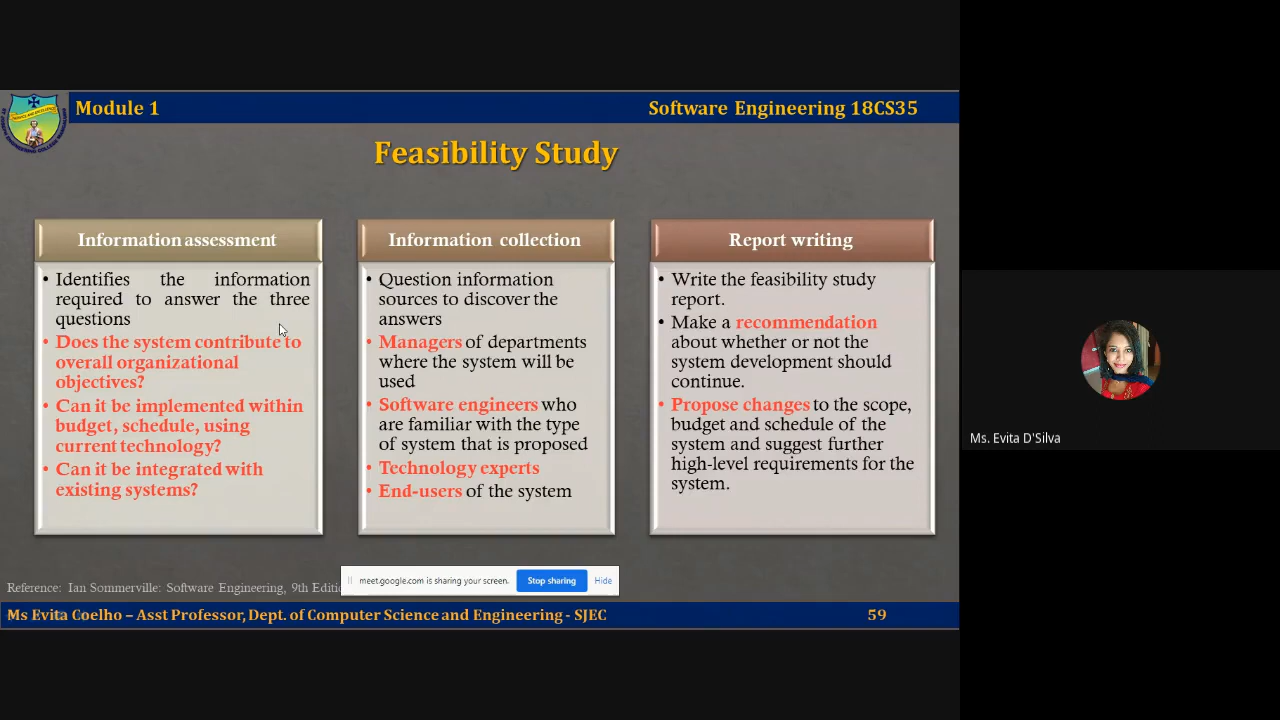 Module 1
Software Engineering 18CS35
Feasibility Study
Information assessment
• Identifies the information
required to answer the three
questions
• Does the system contribute to
overall organizational
objectives?
• Can it be implemented within
budget, schedule, using
current technology?
• Can it be integrated with
existing systems?
Information collection
• Question information
sources to discover the
answers
• Managers of departments
where the system will be
used
• Software engineers who
are familiar with the type
of system that is proposed
• Technology experts
• End-users of the system
Report writing
• Write the feasibility study
report.
• Make a recommendation
about whether or not the
system development should
continue.
• Propose changes to the scope,
budget and schedule of the
system and suggest further
high-level requirements for the
system.
Ms. Evita D'Silva
meet.google.com is sharing your screen.
Stop sharing
Hide
Reference: Ian Sommerville: Software Engineering, 9th
Ms Evita Coelho – Asst Professor, Dept. of Computer Science and Engineering - SJEC
59